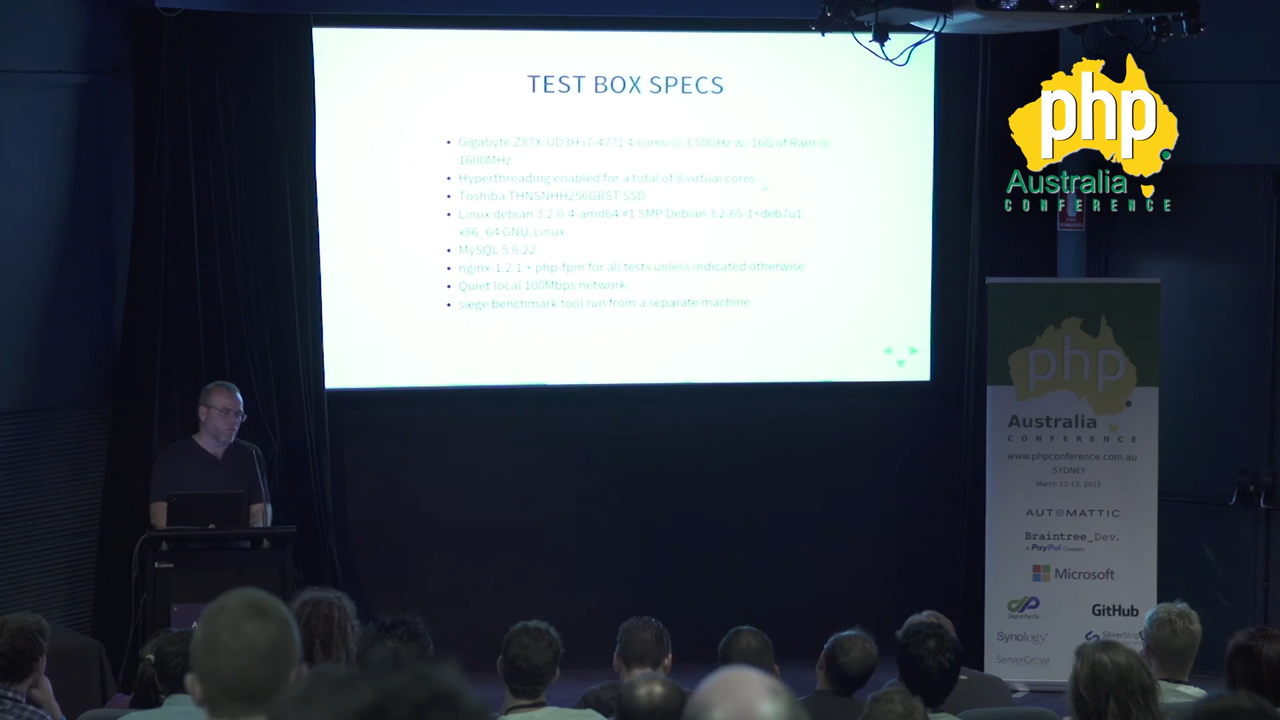 TEST BOX SPECS
• Gigabyte Z87X-UD3H i7-4771 4 cores @ 3.50GHz w/ 16G of Ram @
1600MHz
• Hyperthreading enabled for a total of 8 virtual cores
• Toshiba THNSNHH256GBST SSD
• Linux debian 3.2.0-4-amd64 #1 SMP Debian 3.2.65-1+deb7u1
x86_64 GNU/Linux
• MySQL 5.6.22
• nginx-1.2.1 + php-fpm for all tests unless indicated otherwise
• Quiet local 100Mbps network
• siege benchmark tool run from a separate machine
php
Australia
CONFERENCE
php
Australia
CONFERENCE
www.phpconference.com.au
SYDNEY
March 12-13, 2015
AUTOMATTIC
Braintree_Dev.
A PayPal Company
Microsoft
Digital Pacific
GitHub
Synology
ServerGrove